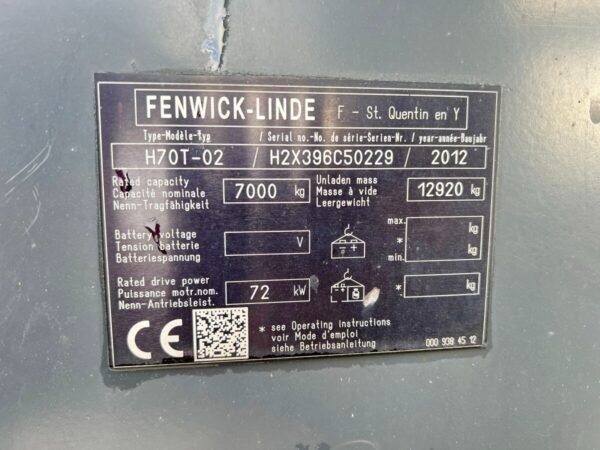 FENWICK-LINDE F - St. Quentin en Y
Type-Modèle-Typ / Serial no.-No. de série-Serien-Nr. / year-année-Baujahr
H70T-02 / H2X396C50229 / 2012
Rated capacity
Capacité nominale
Nenn-Tragfähigkeit
7000 kg
Unladen mass
Masse à vide
Leergewicht
12920 kg
Battery voltage
Tension batterie
Batteriespannung
V
max. kg
*
min. kg
Rated drive power
Puissance motr.nom.
Nenn-Antriebsleist.
72 kW
* kg
CE
* see Operating instructions
voir Mode d'emploi
siehe Betriebsanleitung
000 938 45 12